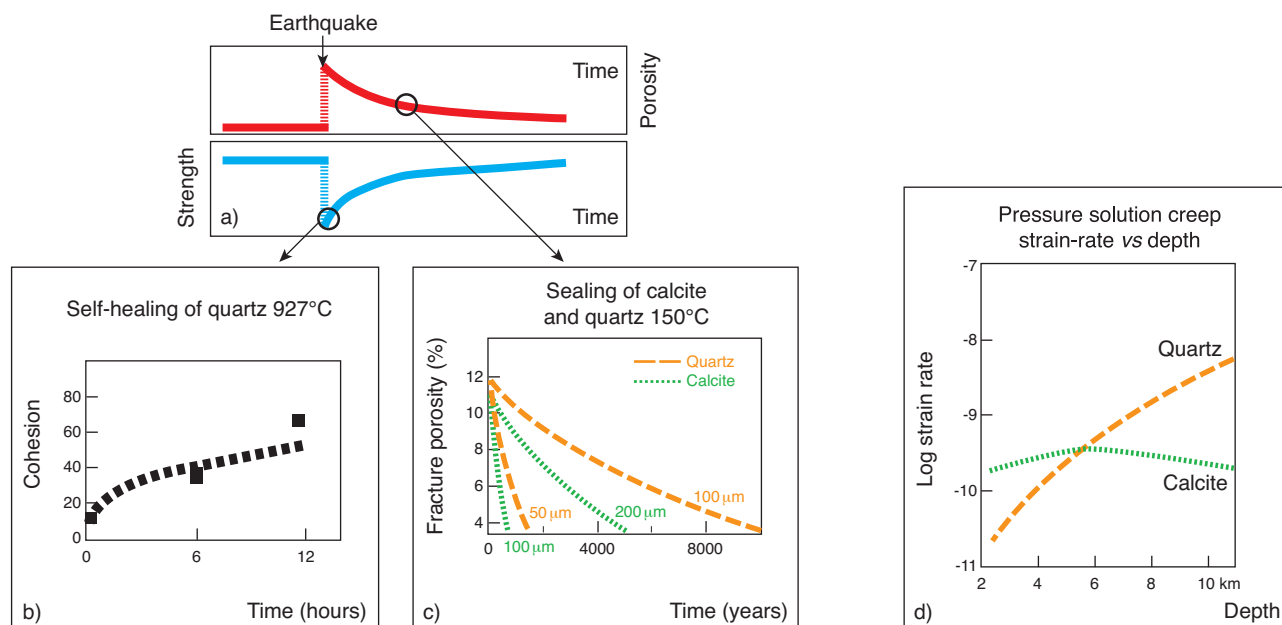 Earthquake
Time
Porosity
Strength
a)
Time
Self-healing of quartz 927°C
Cohesion
80
60
40
20
0
0
6
12
b)
Time (hours)
Sealing of calcite
and quartz 150°C
Fracture porosity (%)
12
10
8
6
4
Quartz
Calcite
100 µm
50 µm
200 µm
100 µm
0
4000
8000
c)
Time (years)
Pressure solution creep
strain-rate vs depth
Log strain rate
-7
-8
-9
-10
-11
Quartz
Calcite
2
4
6
8
10 km
d)
Depth